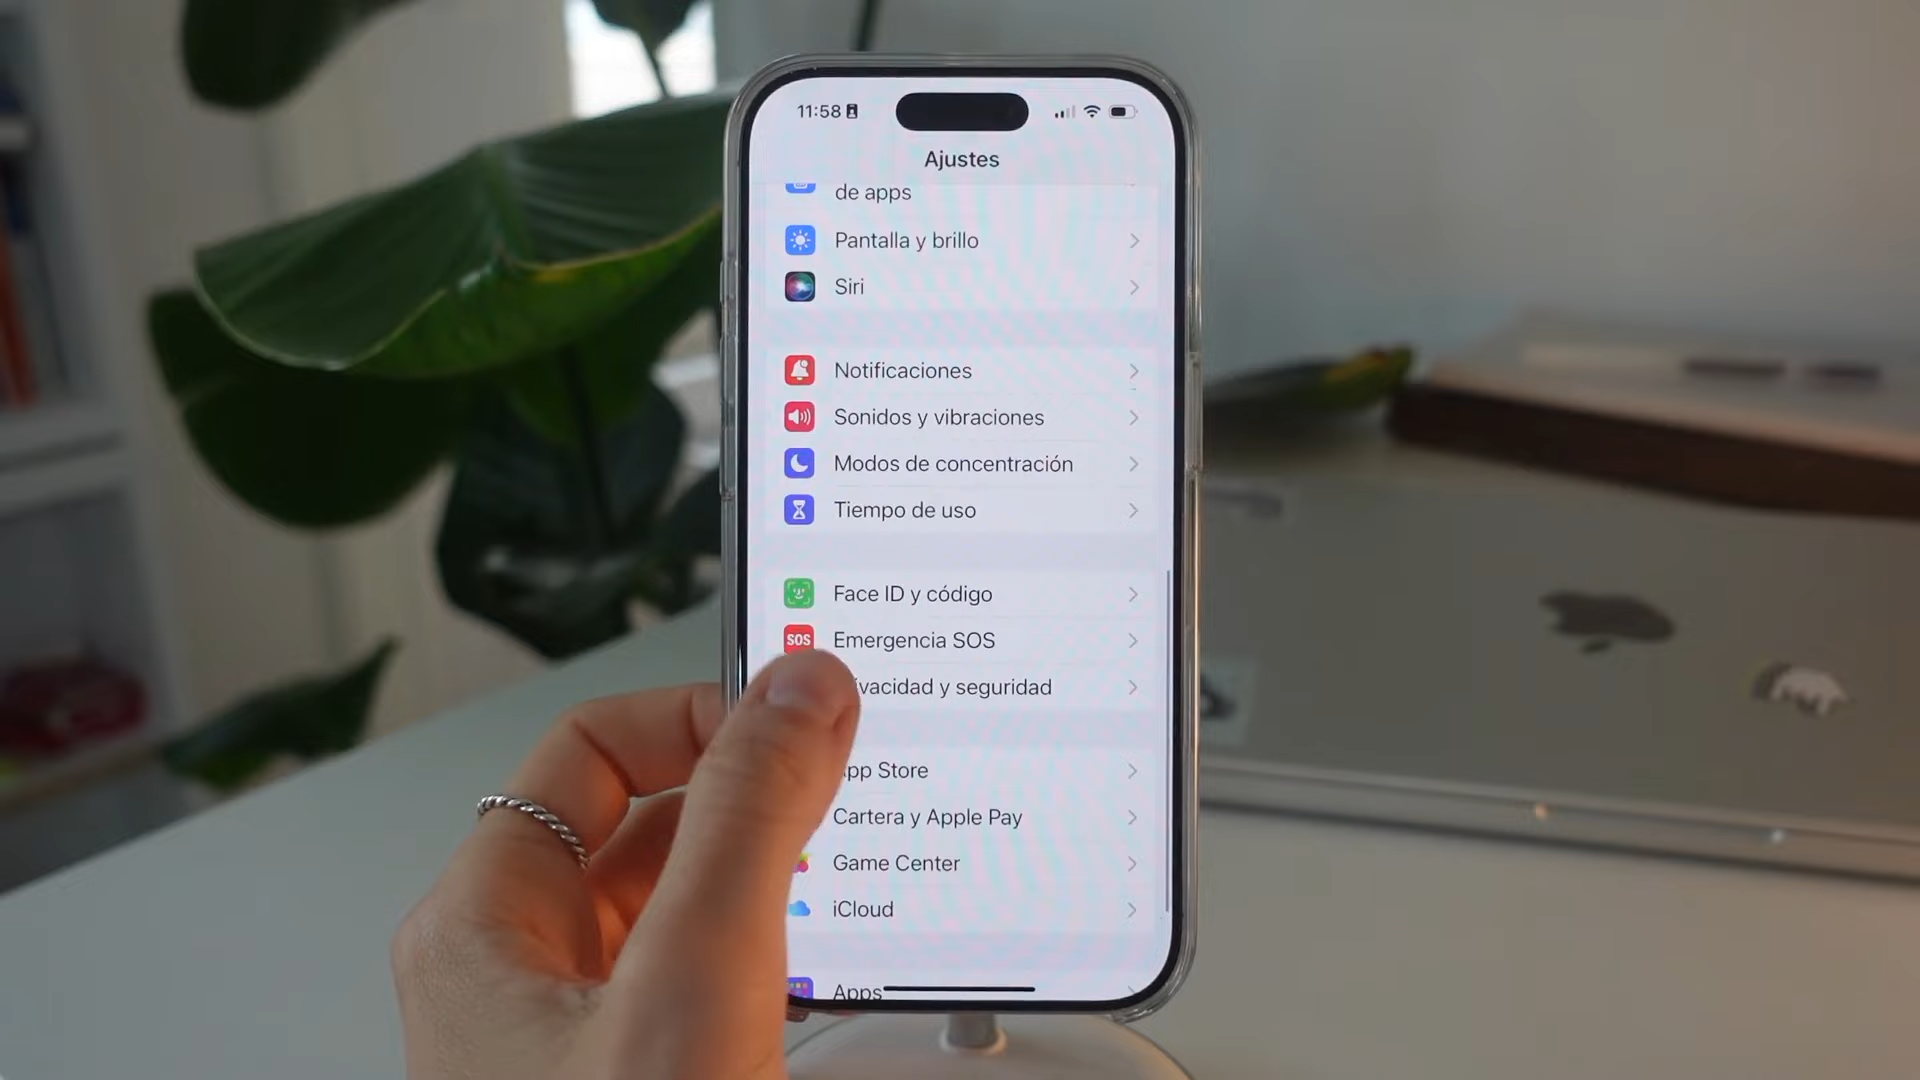 11:58
Ajustes
de apps
Pantalla y brillo
Siri
Notificaciones
Sonidos y vibraciones
Modos de concentración
Tiempo de uso
Face ID y código
SOS Emergencia SOS
ivacidad y seguridad
pp Store
Cartera y Apple Pay
Game Center
iCloud
Apps